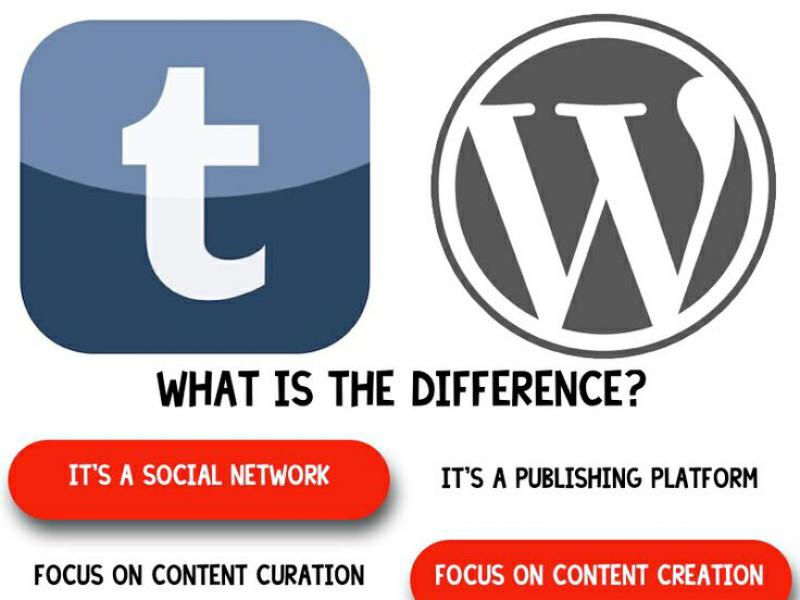 t
W
WHAT IS THE DIFFERENCE?
IT'S A SOCIAL NETWORK
IT'S A PUBLISHING PLATFORM
FOCUS ON CONTENT CURATION
FOCUS ON CONTENT CREATION